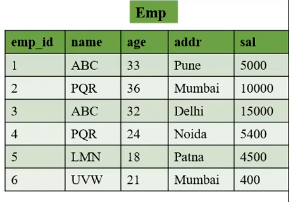 Emp
emp_id name age addr sal
1 ABC 33 Pune 5000
2 PQR 36 Mumbai 10000
3 ABC 32 Delhi 15000
4 PQR 24 Noida 5400
5 LMN 18 Patna 4500
6 UVW 21 Mumbai 400